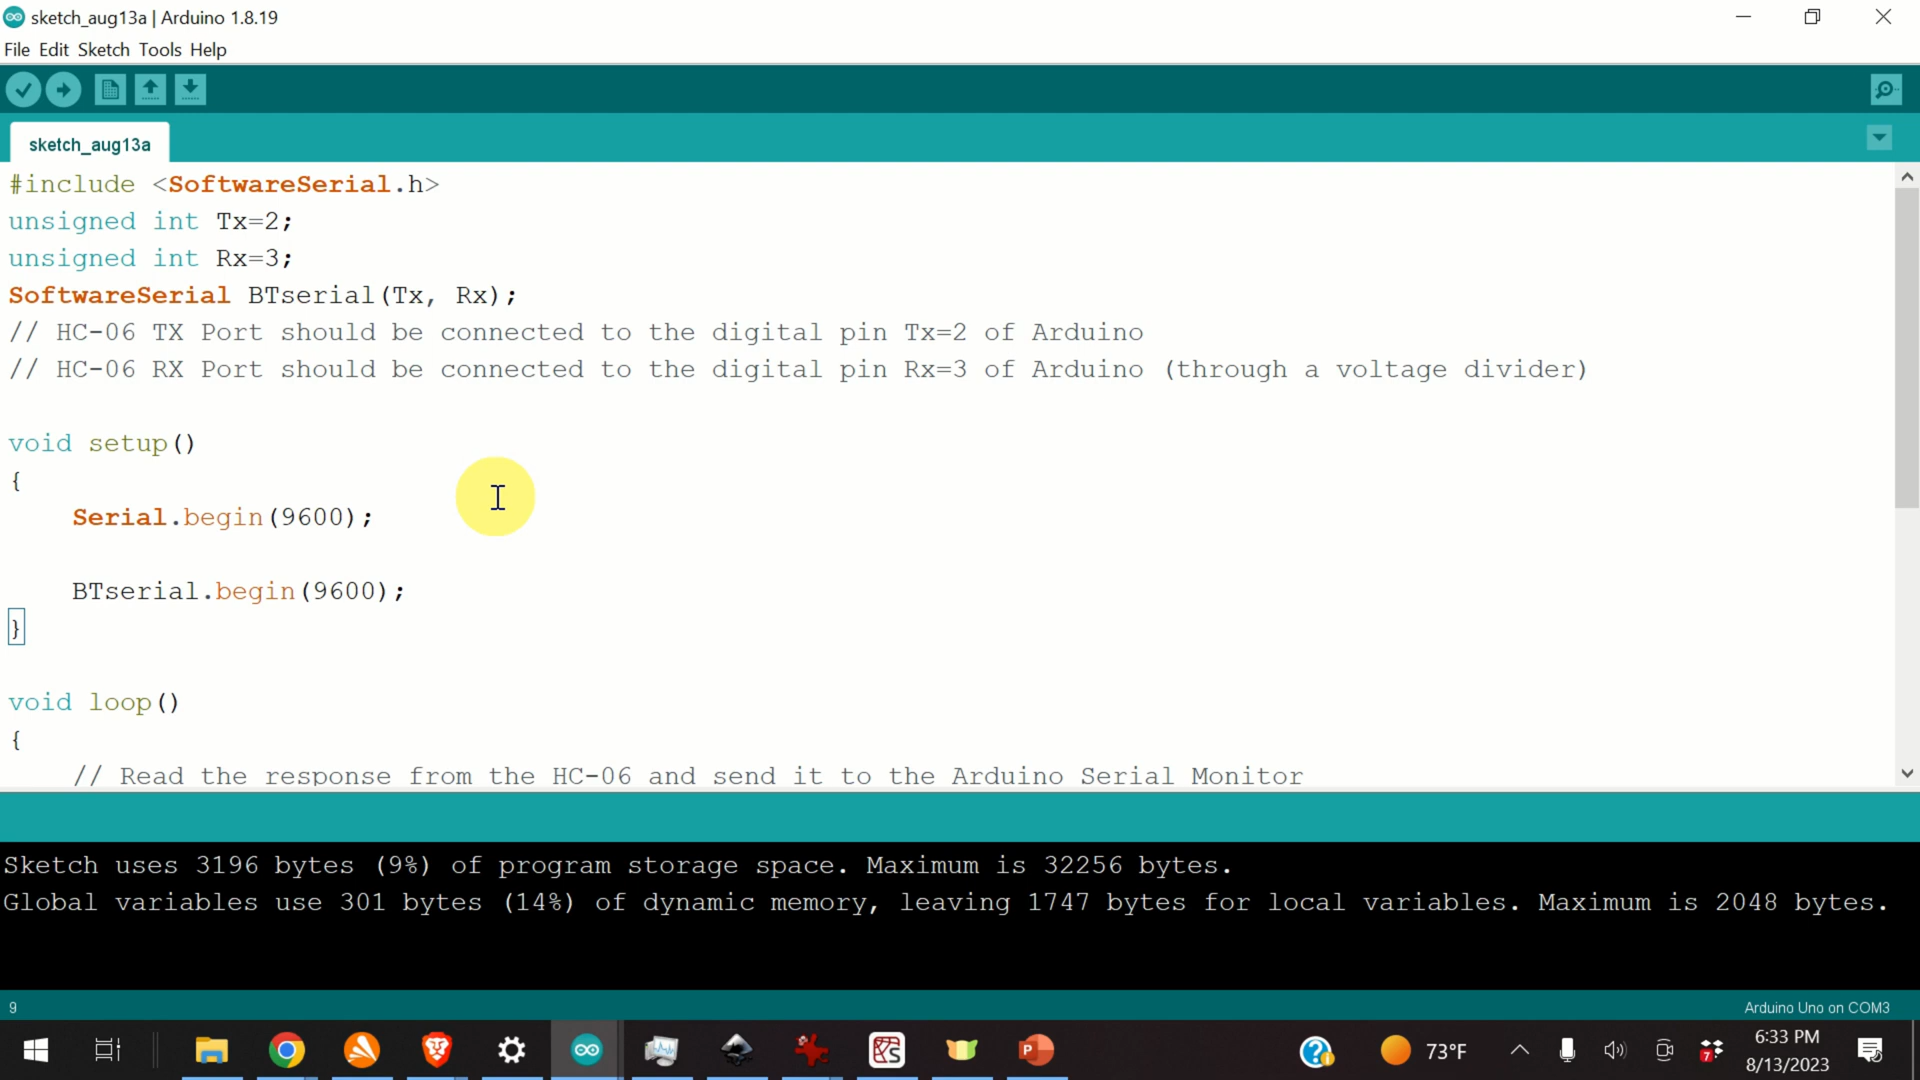 sketch_aug13a | Arduino 1.8.19
File Edit Sketch Tools Help
sketch_aug13a
#include <SoftwareSerial.h>
unsigned int Tx=2;
unsigned int Rx=3;
SoftwareSerial BTserial(Tx, Rx);
// HC-06 TX Port should be connected to the digital pin Tx=2 of Arduino
// HC-06 RX Port should be connected to the digital pin Rx=3 of Arduino (through a voltage divider)
void setup()
{
    Serial.begin(9600);
    BTserial.begin(9600);
}
void loop()
{
    // Read the response from the HC-06 and send it to the Arduino Serial Monitor
Sketch uses 3196 bytes (9%) of program storage space. Maximum is 32256 bytes.
Global variables use 301 bytes (14%) of dynamic memory, leaving 1747 bytes for local variables. Maximum is 2048 bytes.
9
Arduino Uno on COM3
73°F
7
6:33 PM
8/13/2023